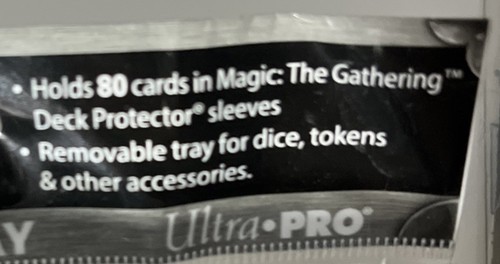 • Holds 80 cards in Magic: The Gathering™
Deck Protector® sleeves
• Removable tray for dice, tokens
& other accessories.
AY
Ultra•PRO®